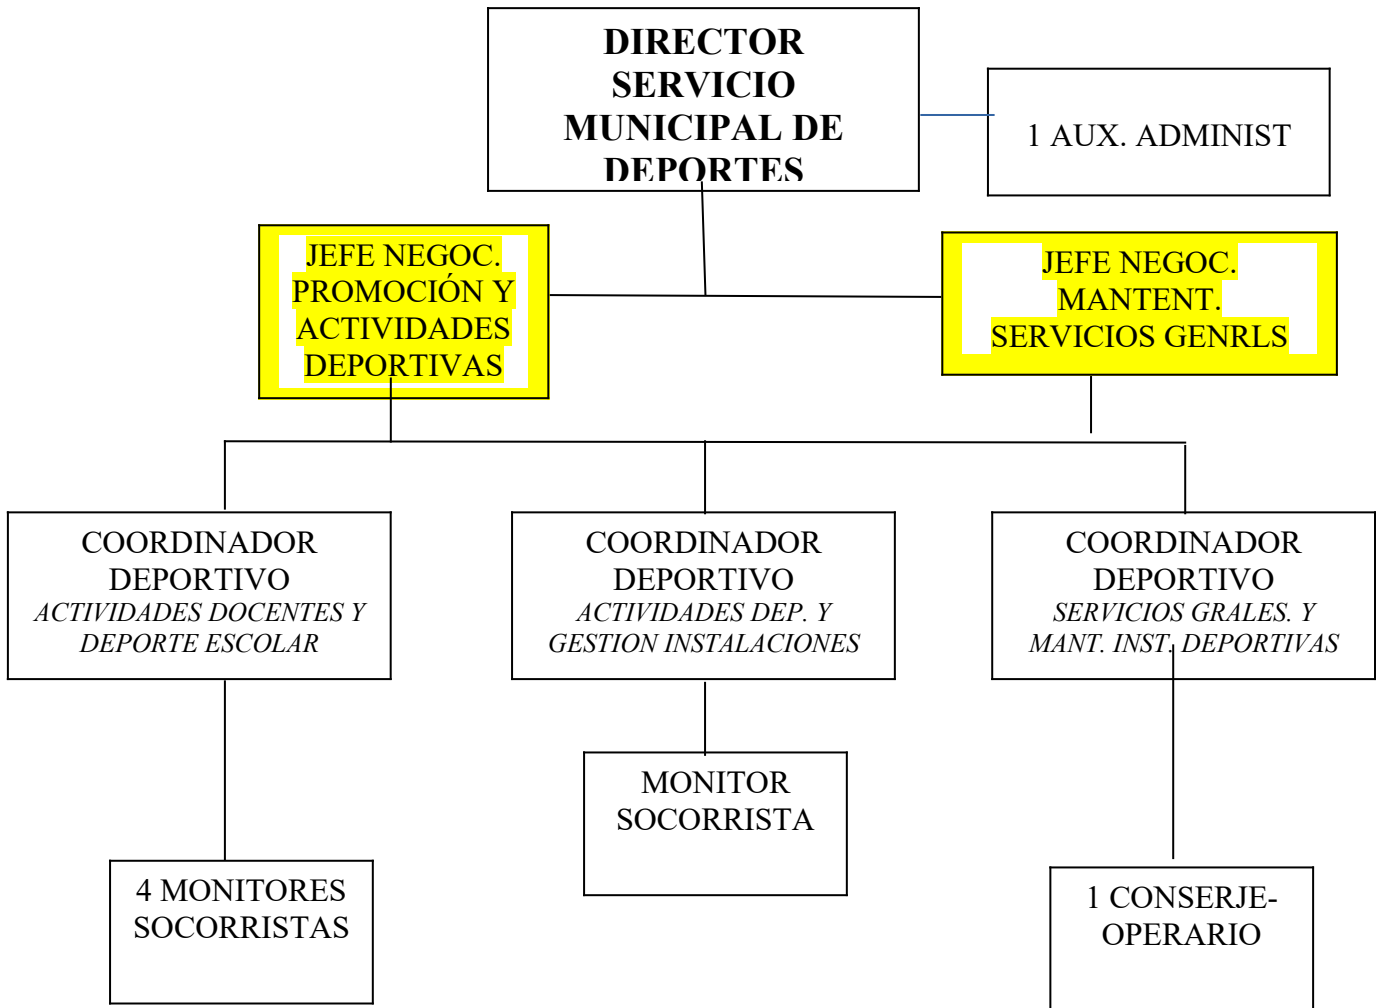 DIRECTOR
SERVICIO
MUNICIPAL DE
DEPORTES
1 AUX. ADMINIST
JEFE NEGOC.
PROMOCIÓN Y
ACTIVIDADES
DEPORTIVAS
JEFE NEGOC.
MANTENT.
SERVICIOS GENRLS
COORDINADOR
DEPORTIVO
ACTIVIDADES DOCENTES Y
DEPORTE ESCOLAR
COORDINADOR
DEPORTIVO
ACTIVIDADES DEP. Y
GESTION INSTALACIONES
COORDINADOR
DEPORTIVO
SERVICIOS GRALES. Y
MANT. INST. DEPORTIVAS
MONITOR
SOCORRISTA
4 MONITORES
SOCORRISTAS
1 CONSERJE-
OPERARIO